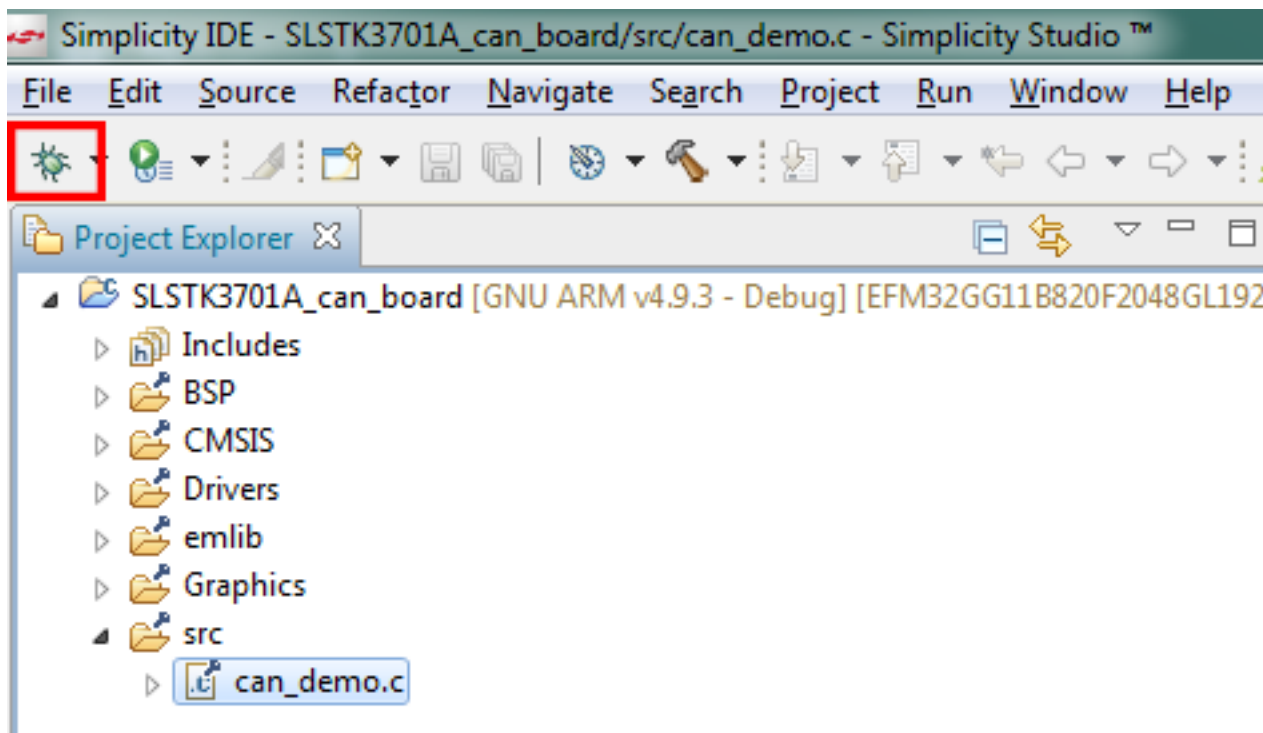 Simplicity IDE - SLSTK3701A_can_board/src/can_demo.c - Simplicity Studio ™
File Edit Source Refactor Navigate Search Project Run Window Help
Project Explorer
SLSTK3701A_can_board [GNU ARM v4.9.3 - Debug] [EFM32GG11B820F2048GL192
Includes
BSP
CMSIS
Drivers
emlib
Graphics
src
can_demo.c